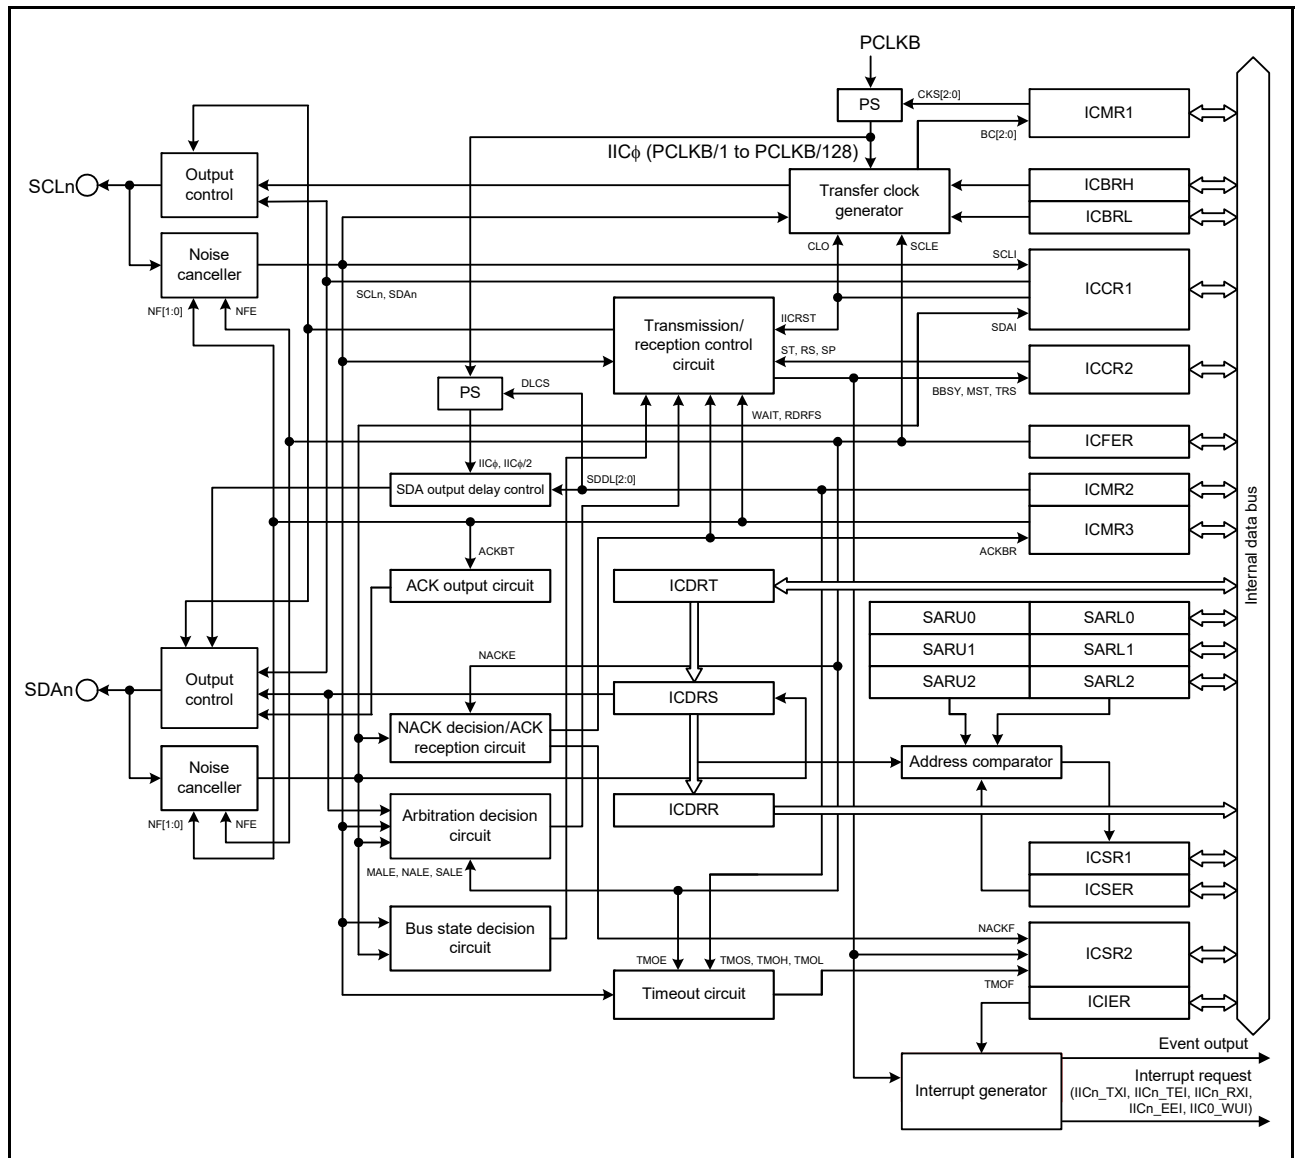 PCLKB
PS
CKS[2:0]
ICMR1
BC[2:0]
IICϕ (PCLKB/1 to PCLKB/128)
SCLn
Output
control
Transfer clock
generator
ICBRH
ICBRL
Noise
canceller
CLO
SCLE
SCLI
ICCR1
SCLn, SDAn
NF[1:0]
NFE
IICRST
SDAI
Transmission/
reception control
circuit
ST, RS, SP
ICCR2
BBSY, MST, TRS
PS
DLCS
WAIT, RDRFS
ICFER
IICϕ, IICϕ/2
SDA output delay control
SDDL[2:0]
ICMR2
ICMR3
ACKBT
ACKBR
Internal data bus
ACK output circuit
ICDRT
SARU0
SARL0
SARU1
SARL1
SARU2
SARL2
NACKE
SDAn
Output
control
ICDRS
NACK decision/ACK
reception circuit
Address comparator
Noise
canceller
ICDRR
Arbitration decision
circuit
NF[1:0]
NFE
MALE, NALE, SALE
ICSR1
ICSER
Bus state decision
circuit
NACKF
ICSR2
TMOE
TMOS, TMOH, TMOL
TMOF
Timeout circuit
ICIER
Event output
Interrupt generator
Interrupt request
(IICn_TXI, IICn_TEI, IICn_RXI,
IICn_EEI, IIC0_WUI)